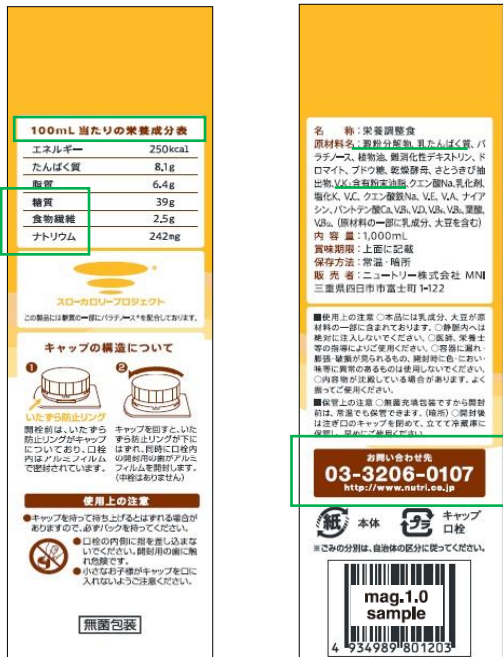 100mL 当たりの栄養成分表
エネルギー 250kcal
たんぱく質 8.1g
脂質 6.4g
糖質 39g
食物繊維 2.5g
ナトリウム 242mg
スローカロリープロジェクト
この製品には糖質の一部にパラチノース®を配合しております。
キャップの構造について
1
2
いたずら防止リング
開栓前は、いたずら
防止リングがキャップ
についており、口栓
内はアルミフィルム
で密封されています。
キャップを回すと、いた
ずら防止リングが下に
はずれ、同時に口栓内
の開封用の歯がアルミ
フィルムを開封します。
(中栓はありません)
使用上の注意
●キャップを持って持ち上げるとはずれる場合が
ありますので、必ずパックを持ってください。
●口栓の内側に指を差し込まな
いでください。開封用の歯に触
れ危険です。
●小さなお子様がキャップを口に
入れないようご注意ください。
無菌包装
名 称:栄養調整食
原材料名:澱粉分解物、乳たんぱく質、パ
ラチノース、植物油、難消化性デキストリン、ド
ロマイト、ブドウ糖、乾燥酵母、さとうきび抽
出物、V.K₂含有粉末油脂、クエン酸Na、乳化剤、
塩化K、V.C、クエン酸鉄Na、V.E、V.A、ナイア
シン、パントテン酸Ca、V.B₁、V.D、V.B₆、V.B₂、葉酸、
V.B₁₂、(原材料の一部に乳成分、大豆を含む)
内 容 量:1,000mL
賞味期限:上面に記載
保存方法:常温・暗所
販 売 者:ニュートリー株式会社 MNI
三重県四日市市富士町 1-122
■使用上の注意 ○本品には乳成分、大豆が原
材料の一部に含まれております。○静脈内へは
絶対に注入しないでください。○医師、栄養士
等の指導によりご使用ください。○容器に漏れ・
膨張・破損が見られるもの、開封時に色・におい・
味等に異常のあるものは使用しないでください。
○内容物が沈殿している場合があります。よく
振ってご使用ください。
■保管上の注意 ○無菌充填包装ですから開封
前は、常温でも保管できます。(暗所) ○開封後
は注ぎ口のキャップを閉めて、立てて冷蔵庫に
保管し、早めにご使用ください。
お問い合わせ先
03-3206-0107
http://www.nutri.co.jp
紙 本体
プラ キャップ
口栓
※ごみの分別は、自治体の区分に従ってください。
mag.1.0
sample
4 934989 801203